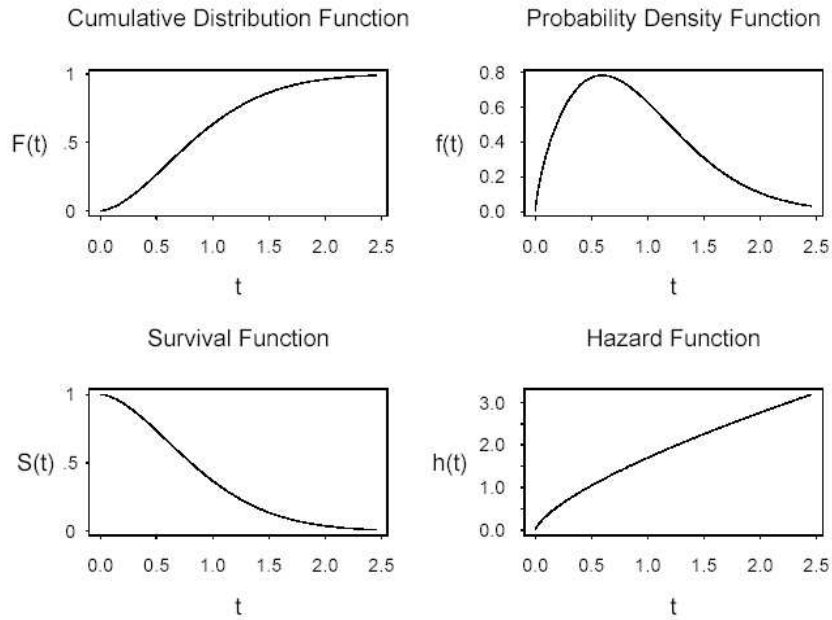 Cumulative Distribution Function
1
F(t) .5
0
0.0 0.5 1.0 1.5 2.0 2.5
t
Probability Density Function
0.8
0.6
f(t) 0.4
0.2
0.0
0.0 0.5 1.0 1.5 2.0 2.5
t
Survival Function
1
S(t) .5
0
0.0 0.5 1.0 1.5 2.0 2.5
t
Hazard Function
3.0
2.0
h(t) 1.0
0.0
0.0 0.5 1.0 1.5 2.0 2.5
t